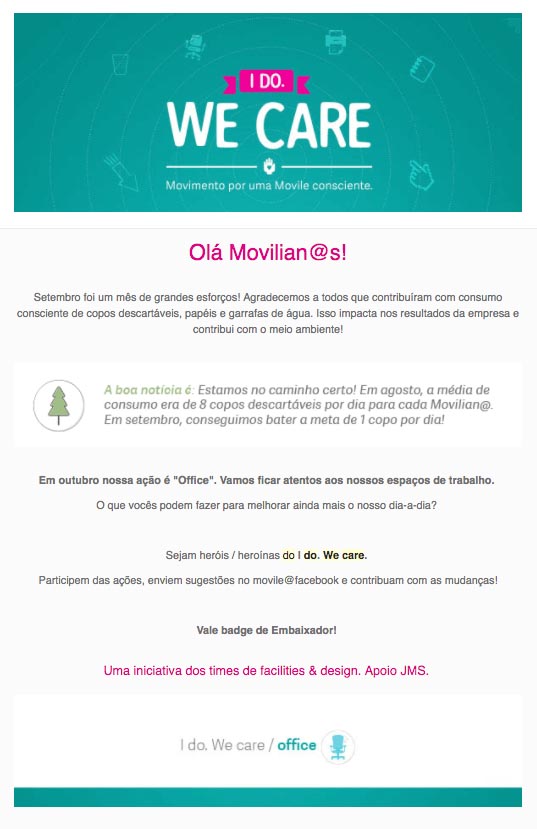 I DO.
WE CARE
Movimento por uma Movile consciente.
Olá Movilian@s!
Setembro foi um mês de grandes esforços! Agradecemos a todos que contribuíram com consumo
consciente de copos descartáveis, papéis e garrafas de água. Isso impacta nos resultados da empresa e
contribui com o meio ambiente!
A boa notícia é: Estamos no caminho certo! Em agosto, a média de
consumo era de 8 copos descartáveis por dia para cada Movilian@.
Em setembro, conseguimos bater a meta de 1 copo por dia!
Em outubro nossa ação é "Office". Vamos ficar atentos aos nossos espaços de trabalho.
O que vocês podem fazer para melhorar ainda mais o nosso dia-a-dia?
Sejam heróis / heroínas do I do. We care.
Participem das ações, enviem sugestões no movile@facebook e contribuam com as mudanças!
Vale badge de Embaixador!
Uma iniciativa dos times de facilities & design. Apoio JMS.
I do. We care / office